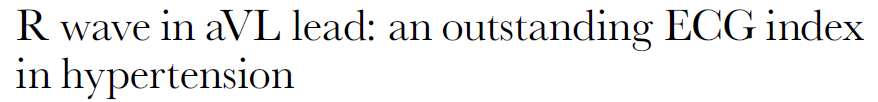 R wave in aVL lead: an outstanding ECG index
in hypertension